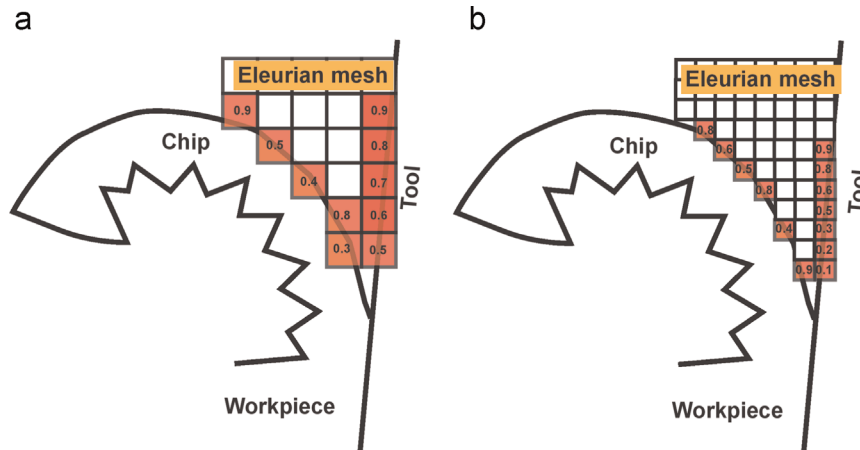 a
Eleurian mesh
0.9 0.9
Chip
0.5 0.8
0.4 0.7
Tool
0.8 0.6
0.3 0.5
Workpiece
b
Eleurian mesh
0.8
Chip
0.6 0.9
0.5 0.8
0.8 0.6
Tool
0.5
0.4 0.3
0.2
0.9 0.1
Workpiece